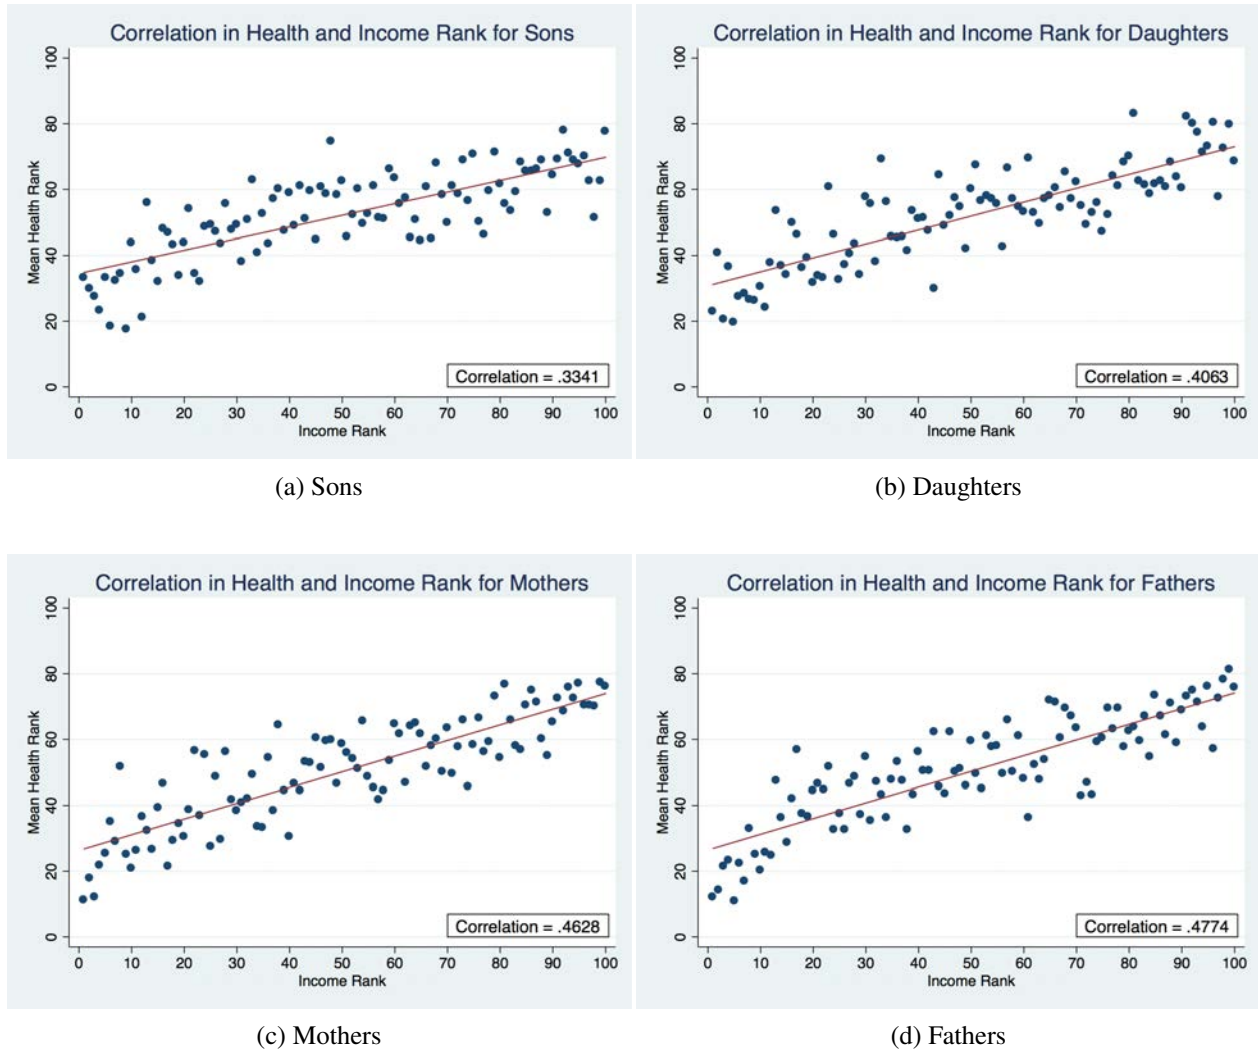 Correlation in Health and Income Rank for Sons
Mean Health Rank
100
80
60
40
20
0
Correlation = .3341
0 10 20 30 40 50 60 70 80 90 100
Income Rank
(a) Sons
Correlation in Health and Income Rank for Daughters
Mean Health Rank
100
80
60
40
20
0
Correlation = .4063
0 10 20 30 40 50 60 70 80 90 100
Income Rank
(b) Daughters
Correlation in Health and Income Rank for Mothers
Mean Health Rank
100
80
60
40
20
0
Correlation = .4628
0 10 20 30 40 50 60 70 80 90 100
Income Rank
(c) Mothers
Correlation in Health and Income Rank for Fathers
Mean Health Rank
100
80
60
40
20
0
Correlation = .4774
0 10 20 30 40 50 60 70 80 90 100
Income Rank
(d) Fathers